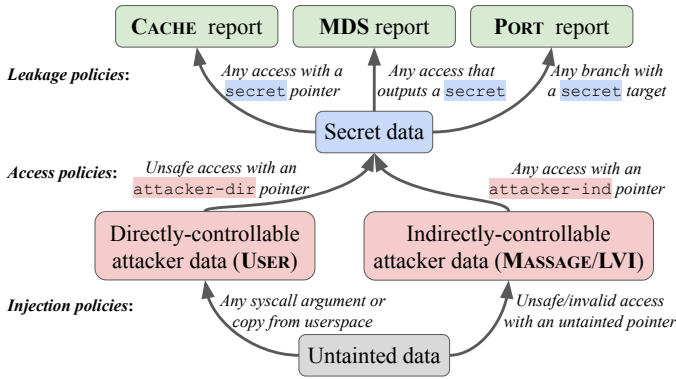 CACHE report
MDS report
PORT report
Leakage policies:
Any access with a
secret pointer
Any access that
outputs a secret
Any branch with
a secret target
Secret data
Access policies:
Unsafe access with an
attacker-dir pointer
Any access with an
attacker-ind pointer
Directly-controllable
attacker data (USER)
Indirectly-controllable
attacker data (MASSAGE/LVI)
Injection policies:
Any syscall argument or
copy from userspace
Unsafe/invalid access
with an untainted pointer
Untainted data